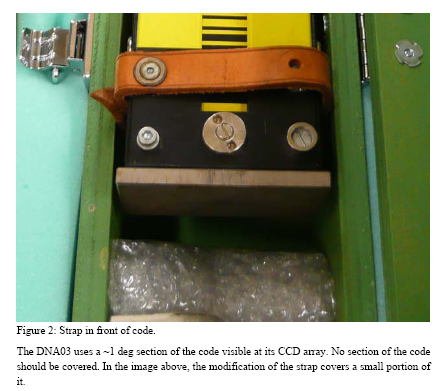 Figure 2: Strap in front of code.
The DNA03 uses a ~1 deg section of the code visible at its CCD array. No section of the code
should be covered. In the image above, the modification of the strap covers a small portion of
it.